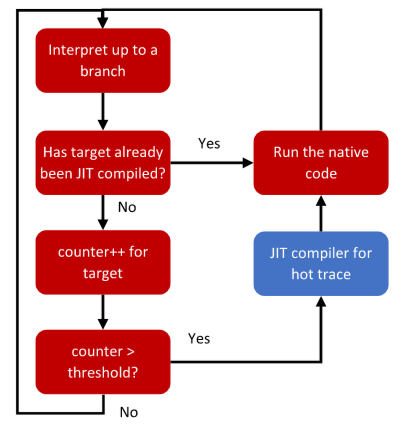 Interpret up to a
branch
Has target already
been JIT compiled?
Yes
Run the native
code
No
counter++ for
target
JIT compiler for
hot trace
counter >
threshold?
Yes
No